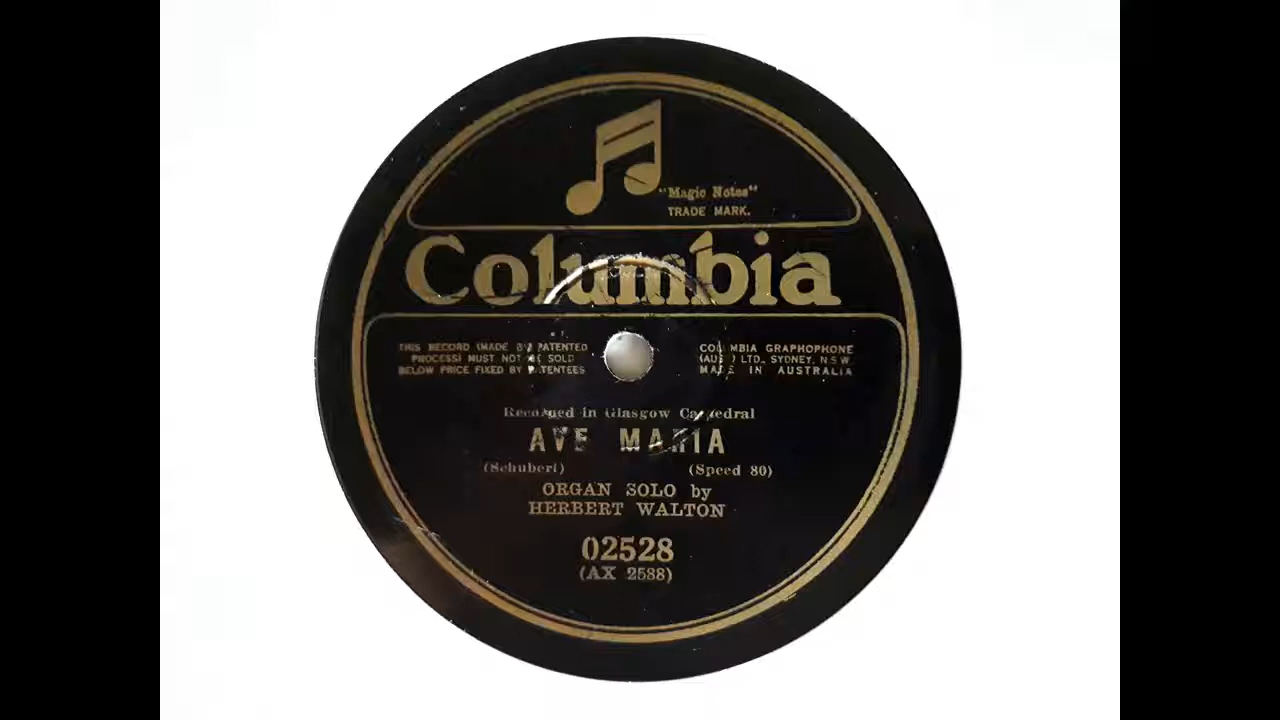 "Magic Notes"
TRADE MARK.
Columbia
THIS RECORD (MADE BY PATENTED
PROCESS) MUST NOT BE SOLD
BELOW PRICE FIXED BY PATENTEES
COLUMBIA GRAPHOPHONE
(AUS.) LTD., SYDNEY, N.S.W.
MADE IN AUSTRALIA
Recorded in Glasgow Cathedral
AVE MARIA
(Schubert) (Speed 80)
ORGAN SOLO by
HERBERT WALTON
02528
(AX 2588)